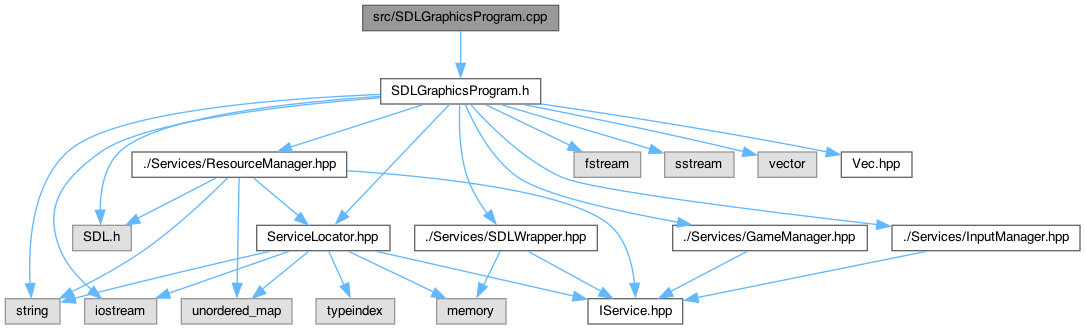 src/SDLGraphicsProgram.cpp
SDLGraphicsProgram.h
./Services/ResourceManager.hpp
fstream
sstream
vector
Vec.hpp
SDL.h
ServiceLocator.hpp
./Services/SDLWrapper.hpp
./Services/GameManager.hpp
./Services/InputManager.hpp
string
iostream
unordered_map
typeindex
memory
IService.hpp